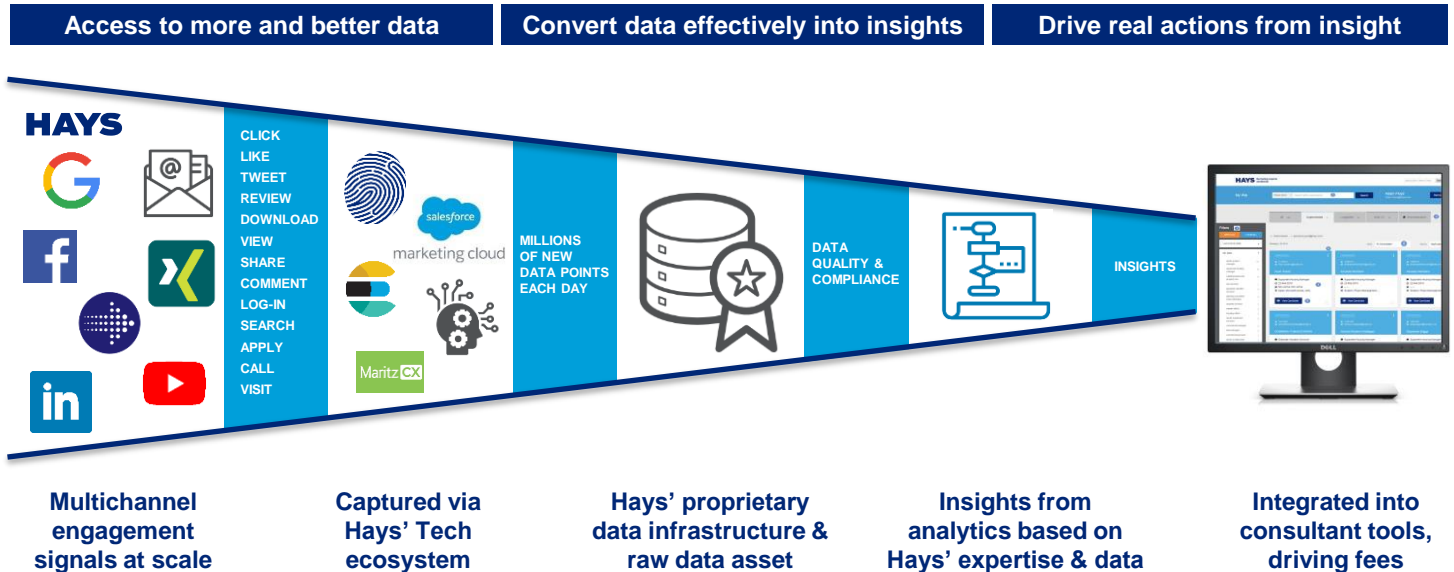 Access to more and better data
Convert data effectively into insights
Drive real actions from insight
HAYS
CLICK
LIKE
TWEET
REVIEW
DOWNLOAD
VIEW
SHARE
COMMENT
LOG-IN
SEARCH
APPLY
CALL
VISIT
salesforce
marketing cloud
MaritzCX
MILLIONS
OF NEW
DATA POINTS
EACH DAY
DATA
QUALITY &
COMPLIANCE
INSIGHTS
HAYS
DELL
Multichannel
engagement
signals at scale
Captured via
Hays’ Tech
ecosystem
Hays’ proprietary
data infrastructure &
raw data asset
Insights from
analytics based on
Hays’ expertise & data
Integrated into
consultant tools,
driving fees